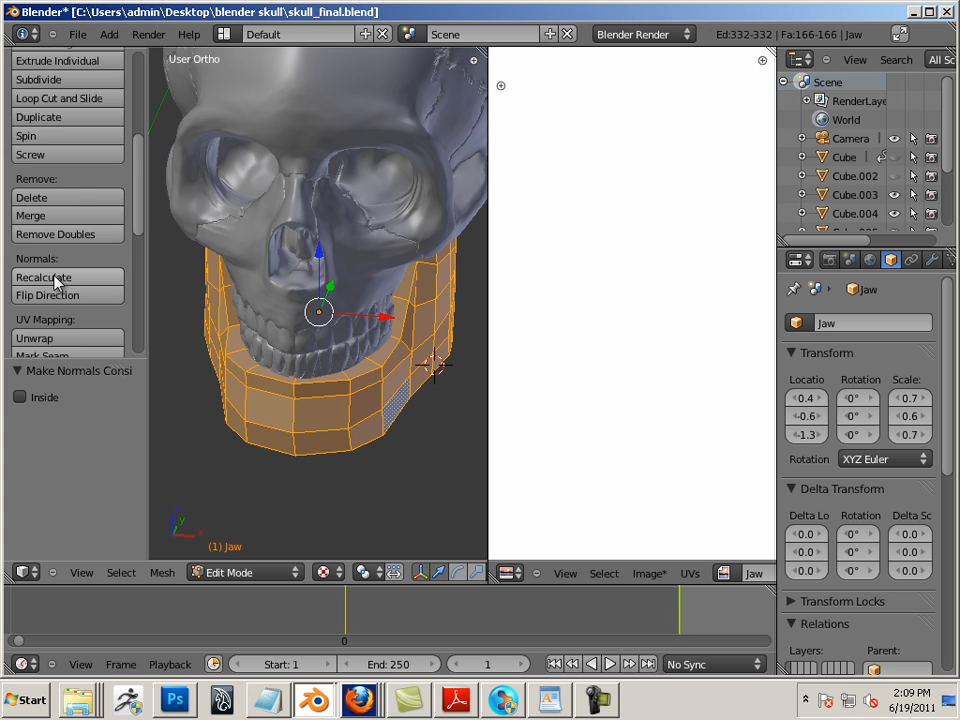 Blender* [C:\Users\admin\Desktop\blender skull\skull_final.blend]
File Add Render Help Default Scene Blender Render Ed:332-332 | Fa:166-166 | Jaw
Extrude Individual
Subdivide
Loop Cut and Slide
Duplicate
Spin
Screw
Remove:
Delete
Merge
Remove Doubles
Normals:
Recalculate
Flip Direction
UV Mapping:
Unwrap
Mark Seam
Make Normals Consi
Inside
User Ortho
z
y
x
(1) Jaw
View Select Mesh Edit Mode
View Select Image* UVs Jaw
View Search All Sc
Scene
RenderLaye
World
Camera
Cube
Cube.002
Cube.003
Cube.004
Cube.005
Jaw
Jaw
Transform
Locatio Rotation Scale:
0.4 0° 0.7
-0.6 0° 0.6
-1.3 0° 0.7
Rotation XYZ Euler
Delta Transform
Delta Lo Rotation Delta Sc
0.0 0° 0.0
0.0 0° 0.0
0.0 0° 0.0
Transform Locks
Relations
Layers: Parent:
0
View Frame Playback Start: 1 End: 250 1 No Sync
Start Ps 2:09 PM
6/19/2011